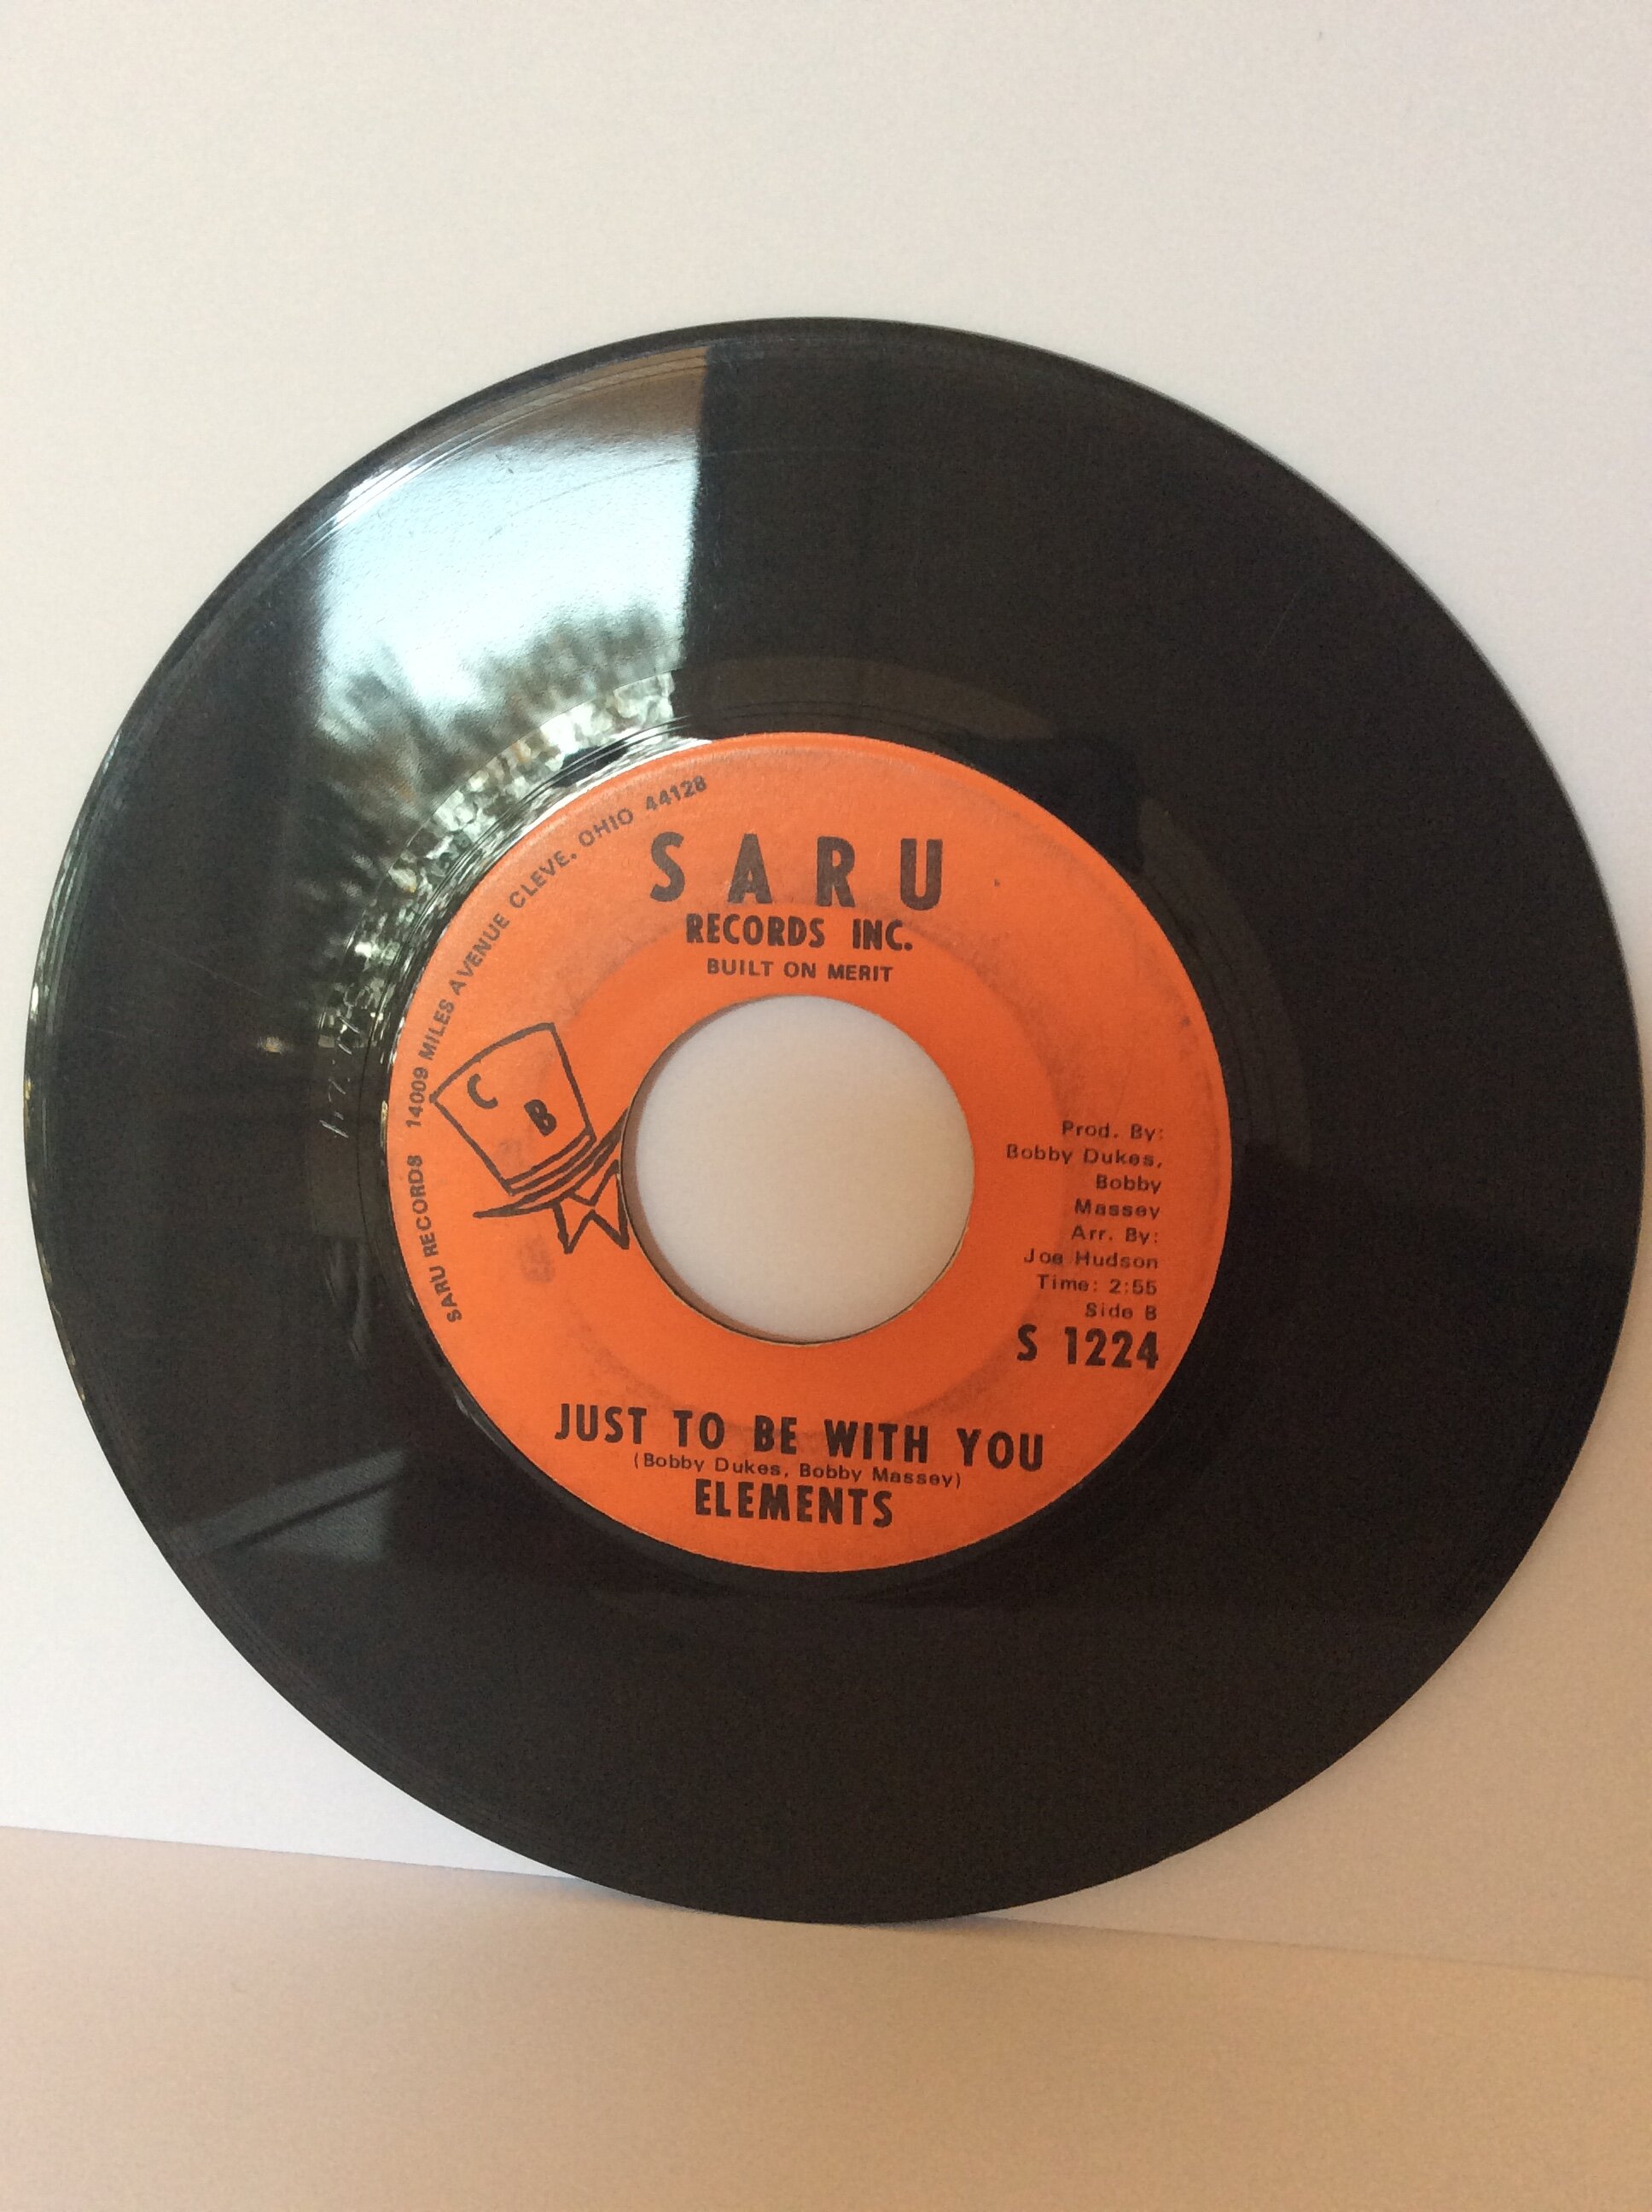 SARU RECORDS 14009 MILES AVENUE CLEVE. OHIO 44128
SARU
RECORDS INC.
BUILT ON MERIT
C
B
Prod. By:
Bobby Dukes,
Bobby
Massey
Arr. By:
Joe Hudson
Time: 2:55
Side B
S 1224
JUST TO BE WITH YOU
(Bobby Dukes, Bobby Massey)
ELEMENTS